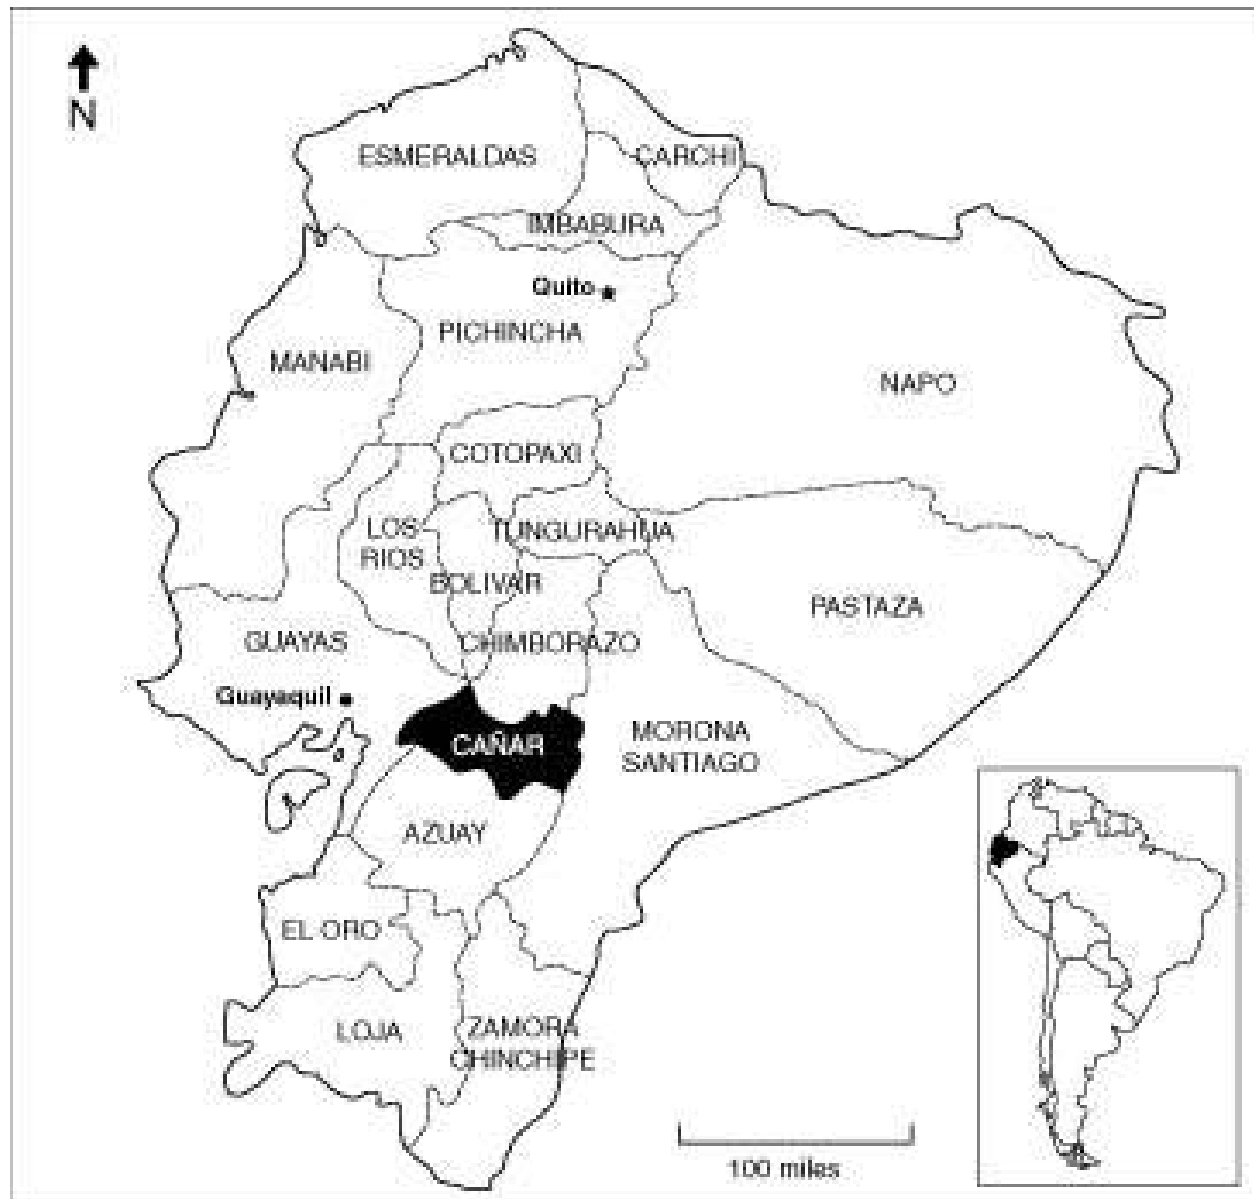 N
ESMERALDAS
CARCHI
IMBABURA
Quito
PICHINCHA
MANABI
NAPO
COTOPAXI
LOS
RIOS
TUNGURAHUA
BOLIVAR
PASTAZA
GUAYAS
CHIMBORAZO
Guayaquil
CAÑAR
MORONA
SANTIAGO
AZUAY
EL ORO
LOJA
ZAMORA
CHINCHIPE
100 miles